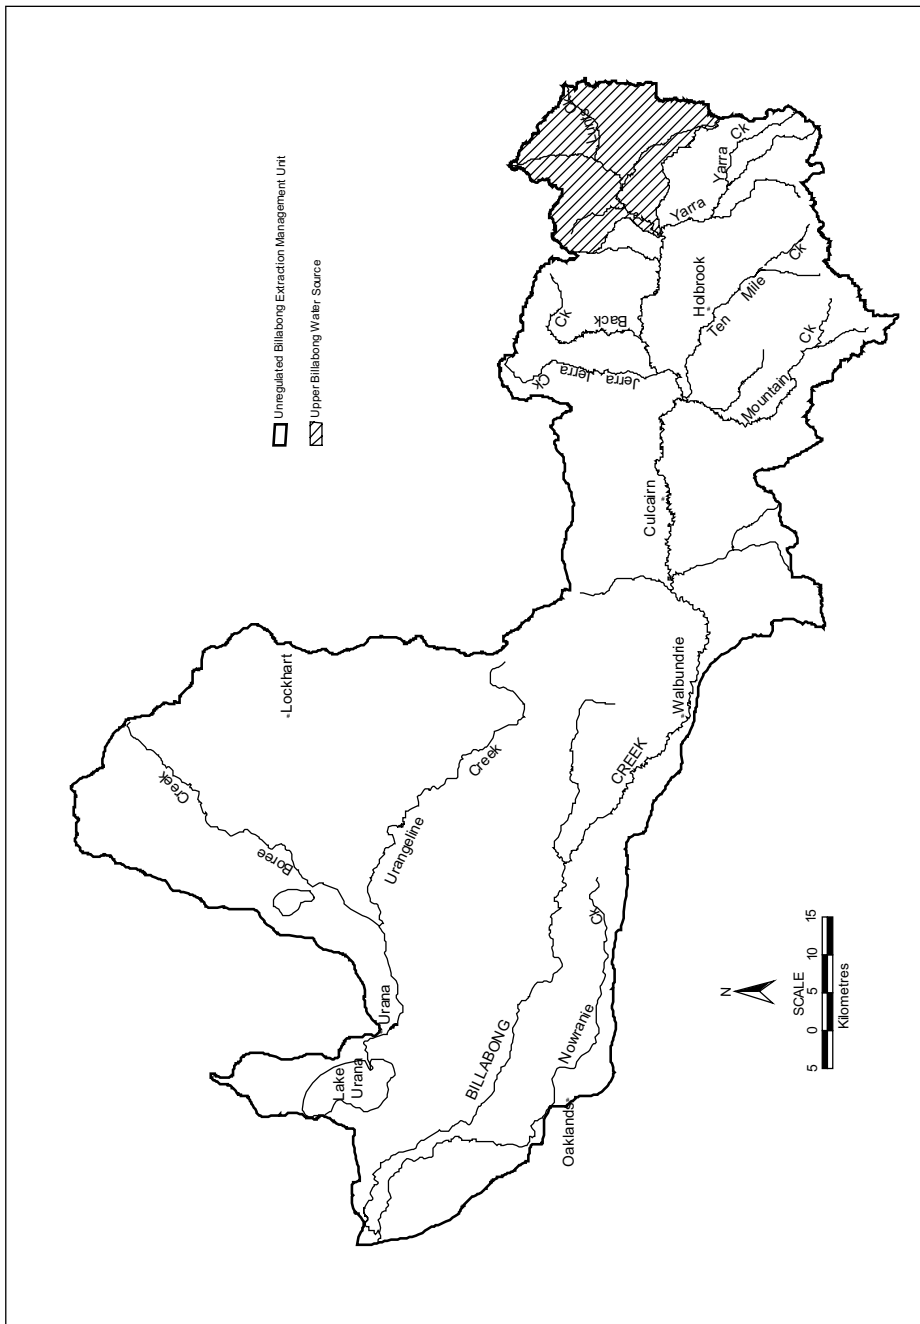 Unregulated Billabong Extraction Management Unit
Upper Billabong Water Source
Lockhart
Boree
Creek
Urangeline
Creek
Urana
Lake
Urana
BILLABONG
CREEK
Nowranie
Ck
Oaklands
Walbundrie
Culcairn
Jerra
Jerra
Ck
Back
Ck
Holbrook
Ten
Mile
Ck
Mountain
Ck
Yarra
Yarra
Ck
Ck
N
SCALE
5 0 5 10 15
Kilometres